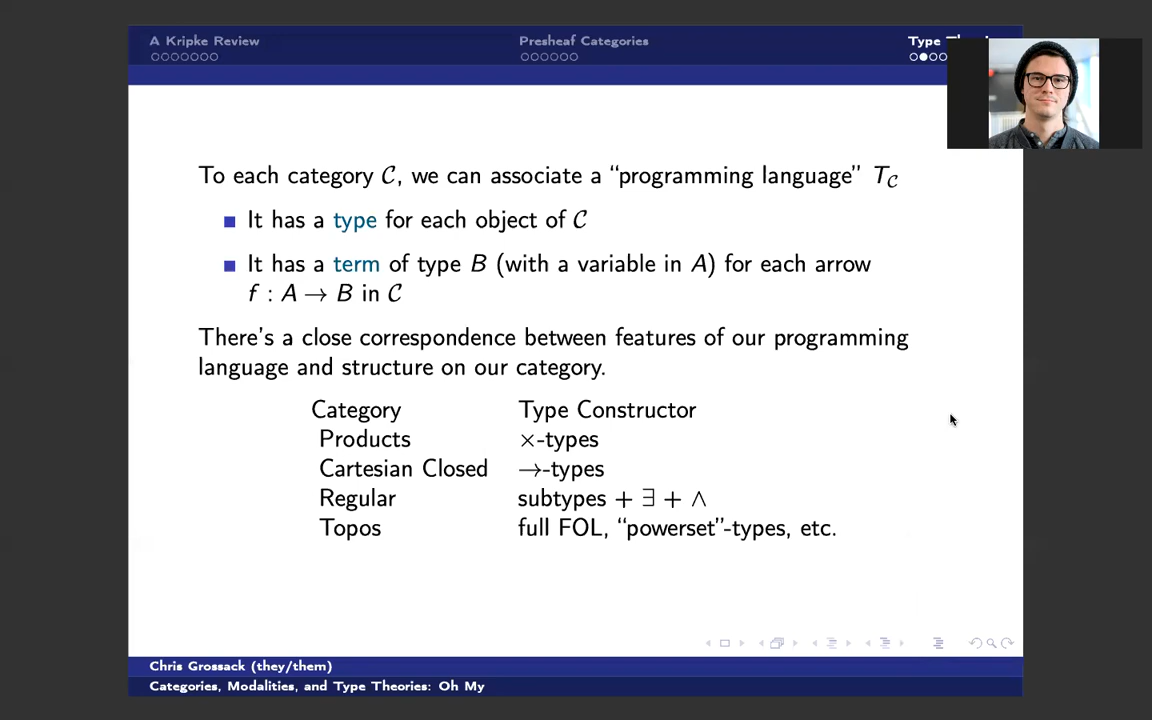 A Kripke Review Presheaf Categories Type
To each category C, we can associate a “programming language” T_C
■ It has a type for each object of C
■ It has a term of type B (with a variable in A) for each arrow
f : A → B in C
There's a close correspondence between features of our programming
language and structure on our category.
Category Type Constructor
Products ×-types
Cartesian Closed →-types
Regular subtypes + ∃ + ∧
Topos full FOL, “powerset”-types, etc.
Chris Grossack (they/them)
Categories, Modalities, and Type Theories: Oh My